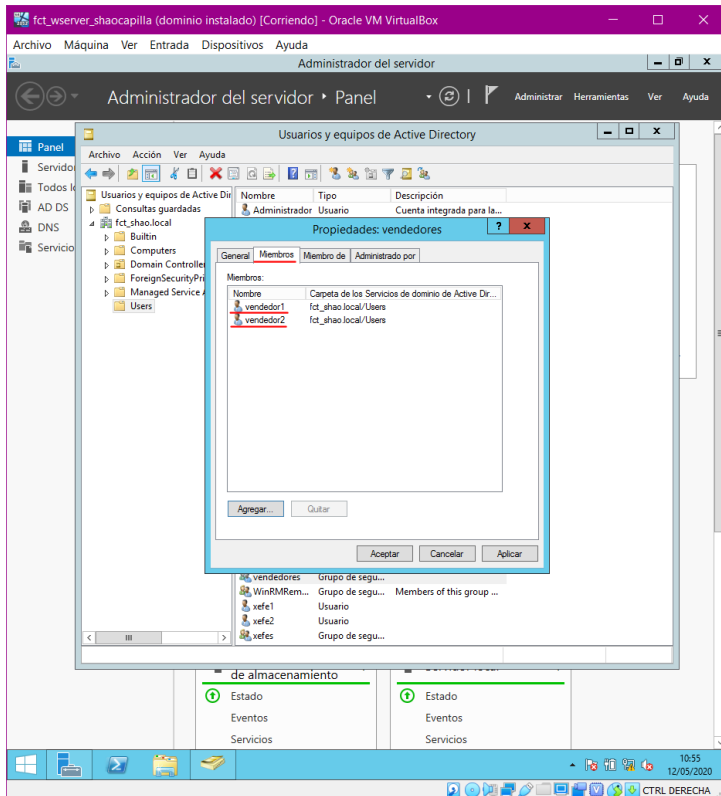 fct_wserver_shaocapilla (dominio instalado) [Corriendo] - Oracle VM VirtualBox
Archivo Máquina Ver Entrada Dispositivos Ayuda
Administrador del servidor
Administrador del servidor Panel
Administrar Herramientas Ver Ayuda
Panel
Todos
AD DS
DNS
Usuarios y equipos de Active Directory
Archivo Acción Ver Ayuda
Usuarios y equipos de Active Dir
Consultas guardadas
fct_shao.local
Builtin
Computers
Domain Controlle
ForeignSecurityPri
Managed Service
Users
Nombre Tipo Descripción
Administrador Usuario Cuenta integrada para la...
Propiedades: vendedores
General Miembros Miembro de Administrado por
Miembros:
Nombre Carpeta de los Servicios de dominio de Active Dir...
vendedor1 fct_shao.local/Users
vendedor2 fct_shao.local/Users
Agregar... Quitar
Aceptar Cancelar Aplicar
vendedores Grupo de segu...
WinRMRem... Grupo de segu... Members of this group ...
xefe1 Usuario
xefe2 Usuario
xefes Grupo de segu...
de almacenamiento
Estado Estado
Eventos Eventos
Servicios Servicios
10:55
12/05/2020
CTRL DERECHA